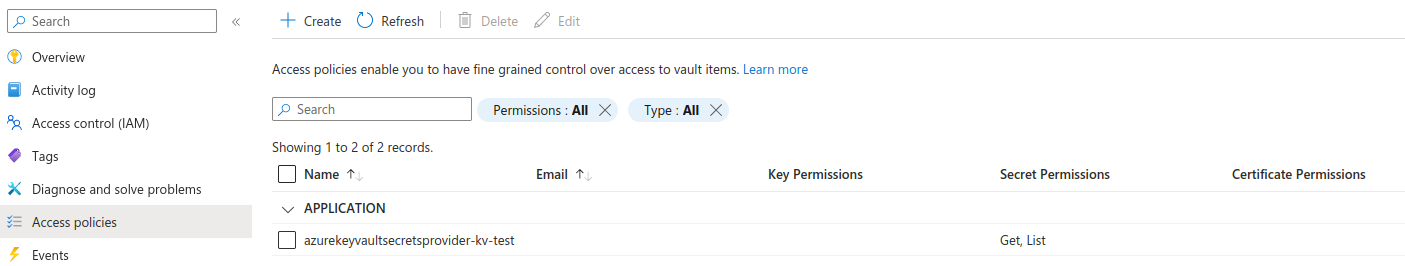 Search «
Overview
Activity log
Access control (IAM)
Tags
Diagnose and solve problems
Access policies
Events
Create Refresh Delete Edit
Access policies enable you to have fine grained control over access to vault items. Learn more
Search Permissions : All Type : All
Showing 1 to 2 of 2 records.
Name ↑↓ Email ↑↓ Key Permissions Secret Permissions Certificate Permissions
APPLICATION
azurekeyvaultsecretsprovider-kv-test Get, List